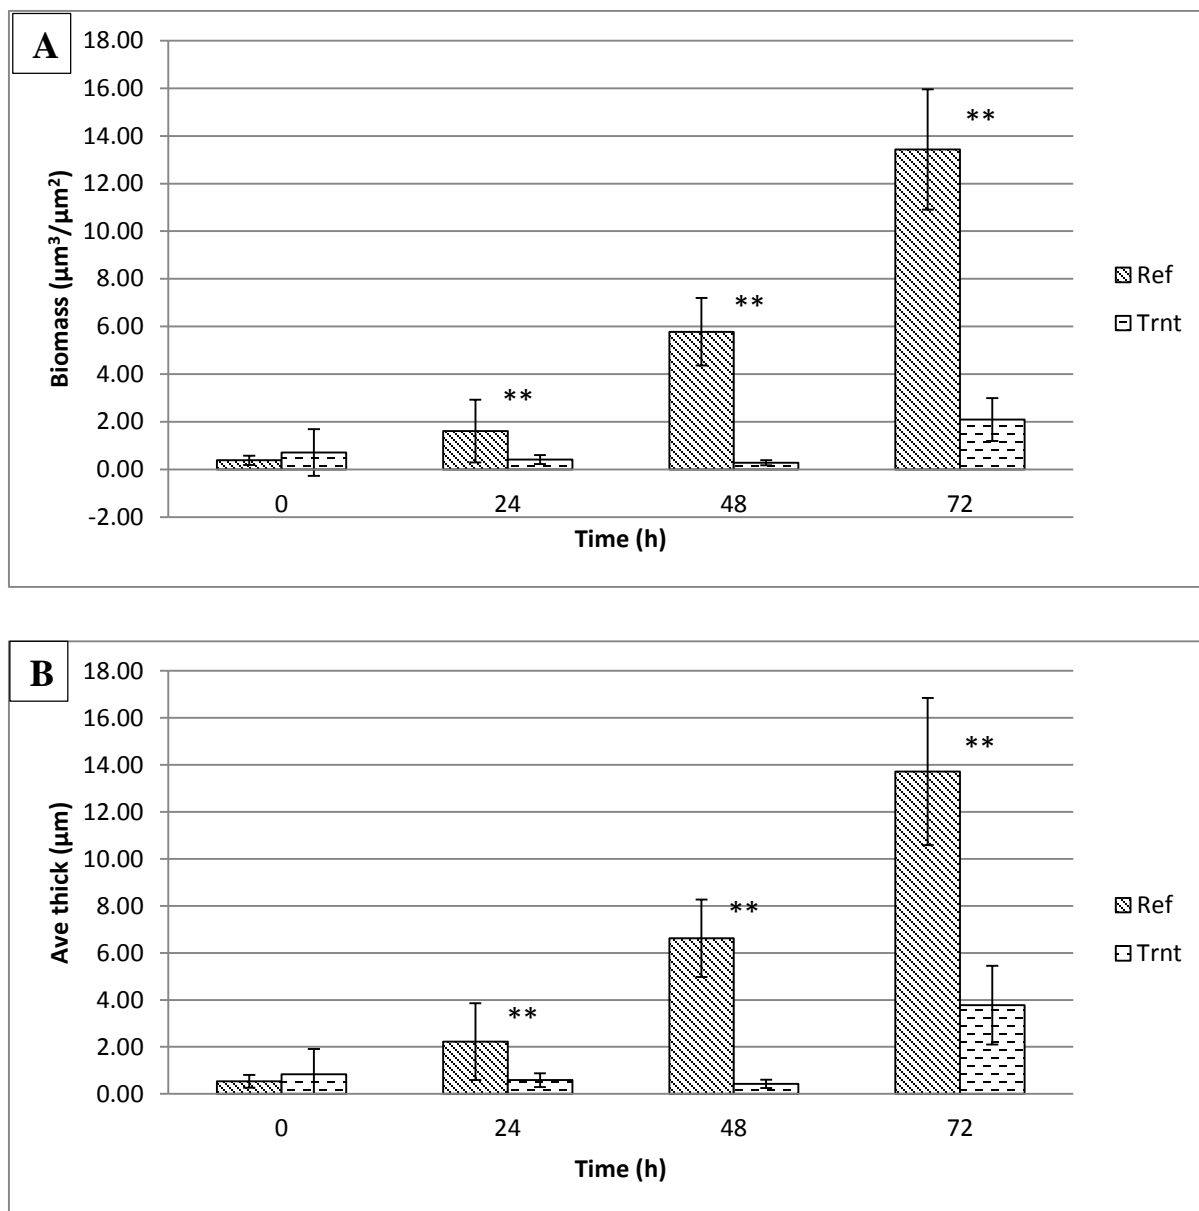 A
18.00
16.00
14.00
12.00
10.00
8.00
6.00
4.00
2.00
0.00
-2.00
Biomass (µm³/µm²)
**
**
**
0 24 48 72
Time (h)
Ref
Trnt
B
18.00
16.00
14.00
12.00
10.00
8.00
6.00
4.00
2.00
0.00
Ave thick (µm)
**
**
**
0 24 48 72
Time (h)
Ref
Trnt